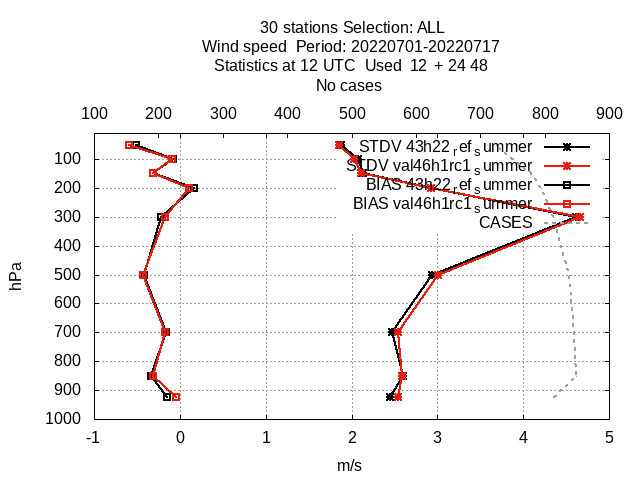 30 stations Selection: ALL
Wind speed  Period: 20220701-20220717
Statistics at 12 UTC  Used  12  + 24 48
No cases
100 200 300 400 500 600 700 800 900
STDV 43h22_ref_summer
STDV val46h1rc1_summer
BIAS 43h22_ref_summer
BIAS val46h1rc1_summer
CASES
100
200
300
400
500
600
700
800
900
1000
hPa
-1 0 1 2 3 4 5
m/s